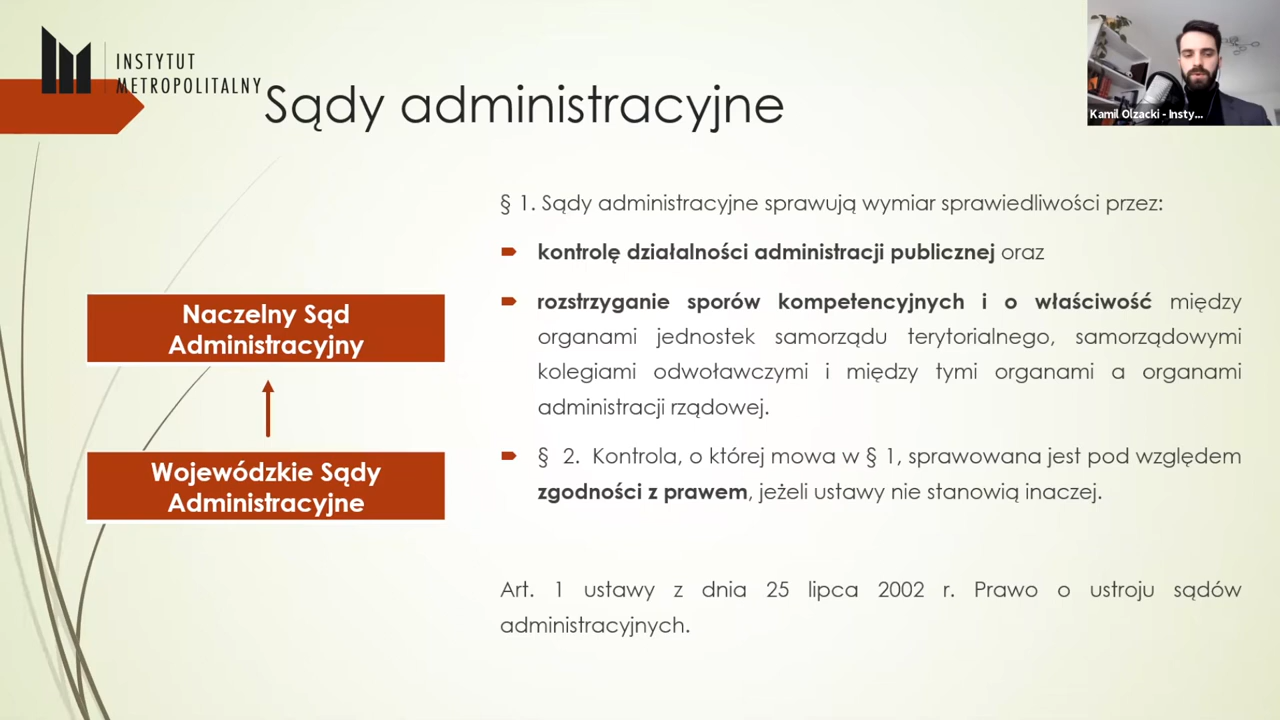 INSTYTUT
METROPOLITALNY
Sądy administracyjne
Kamil Olzacki - Insty...
§ 1. Sądy administracyjne sprawują wymiar sprawiedliwości przez:
kontrolę działalności administracji publicznej oraz
rozstrzyganie sporów kompetencyjnych i o właściwość między
organami jednostek samorządu terytorialnego, samorządowymi
kolegiami odwoławczymi i między tymi organami a organami
administracji rządowej.
§ 2. Kontrola, o której mowa w § 1, sprawowana jest pod względem
zgodności z prawem, jeżeli ustawy nie stanowią inaczej.
Naczelny Sąd
Administracyjny
Wojewódzkie Sądy
Administracyjne
Art. 1 ustawy z dnia 25 lipca 2002 r. Prawo o ustroju sądów
administracyjnych.